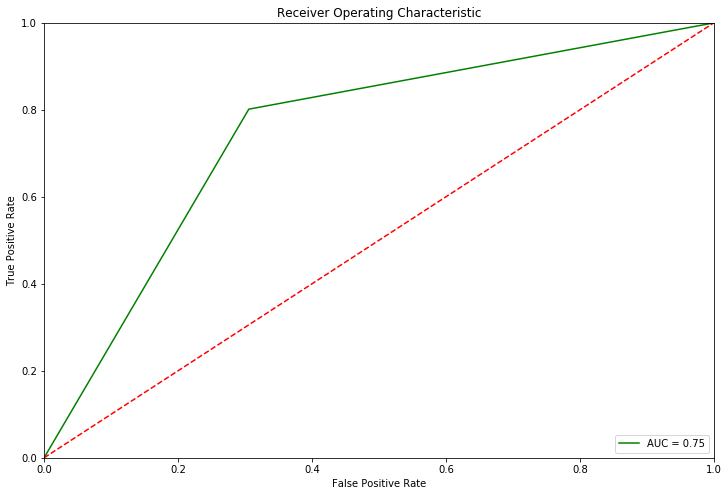 Receiver Operating Characteristic
1.0
0.8
0.6
0.4
0.2
0.0
True Positive Rate
AUC = 0.75
0.0 0.2 0.4 0.6 0.8 1.0
False Positive Rate